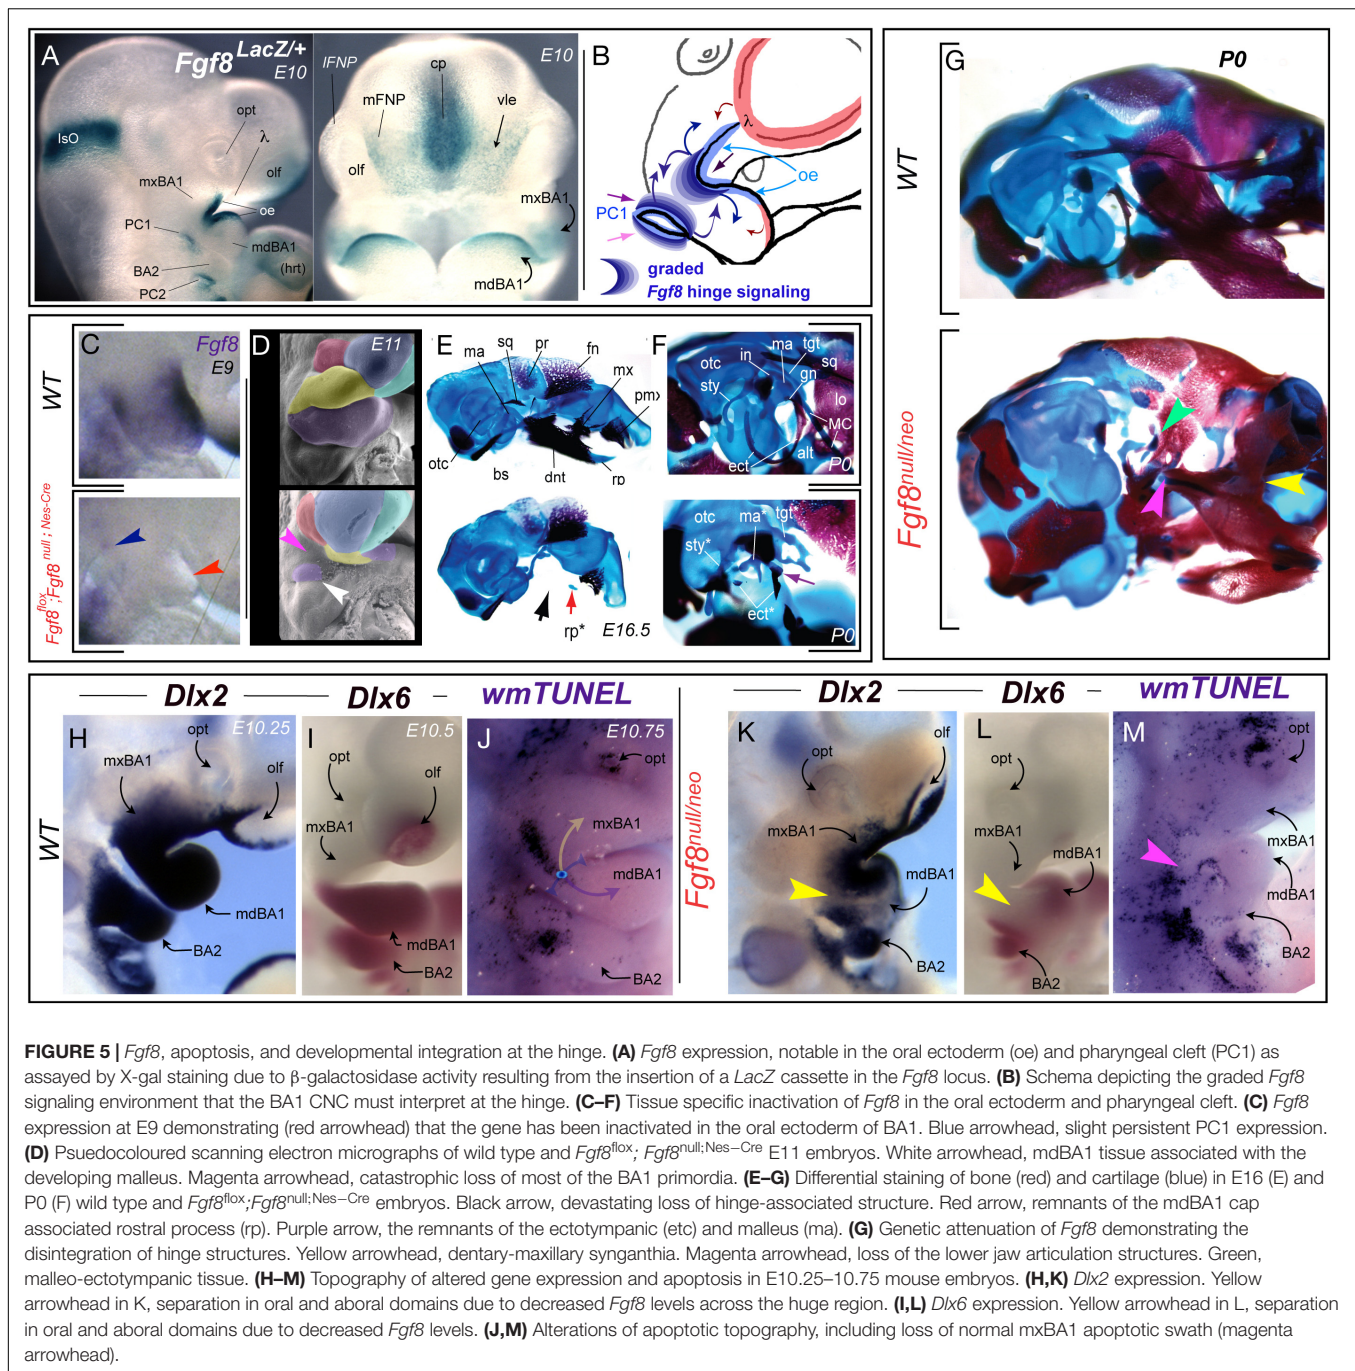 A
Fgf8 LacZ/+
E10
IsO
opt
λ
olf
mxBA1
oe
PC1
mdBA1
BA2
(hrt)
PC2
lFNP
cp
E10
mFNP
vle
olf
mxBA1
mdBA1
B
λ
oe
PC1
graded
Fgf8 hinge signaling
G
P0
WT
Fgf8 null/neo
WT
C
Fgf8
E9
D
E11
E
sq
pr
fn
ma
mx
pmx
otc
bs
dnt
rp
F
in
ma
tgt
otc
sq
sty
gn
lo
MC
ect
alt
P0
Fgf8 flox ;Fgf8 null ; Nes-Cre
rp*
E16.5
otc
ma*
tgt*
sty*
ect*
P0
Dlx2
Dlx6
wmTUNEL
Dlx2
Dlx6
wmTUNEL
WT
H
E10.25
opt
mxBA1
olf
mdBA1
BA2
I
E10.5
opt
olf
mxBA1
mdBA1
BA2
J
E10.75
opt
mxBA1
mdBA1
BA2
Fgf8 null/neo
K
opt
olf
mxBA1
mdBA1
BA2
L
opt
mxBA1
mdBA1
BA2
M
opt
mxBA1
mdBA1
BA2
FIGURE 5 | Fgf8, apoptosis, and developmental integration at the hinge. (A) Fgf8 expression, notable in the oral ectoderm (oe) and pharyngeal cleft (PC1) as
assayed by X-gal staining due to β-galactosidase activity resulting from the insertion of a LacZ cassette in the Fgf8 locus. (B) Schema depicting the graded Fgf8
signaling environment that the BA1 CNC must interpret at the hinge. (C–F) Tissue specific inactivation of Fgf8 in the oral ectoderm and pharyngeal cleft. (C) Fgf8
expression at E9 demonstrating (red arrowhead) that the gene has been inactivated in the oral ectoderm of BA1. Blue arrowhead, slight persistent PC1 expression.
(D) Psuedocoloured scanning electron micrographs of wild type and Fgf8flox; Fgf8null;Nes–Cre E11 embryos. White arrowhead, mdBA1 tissue associated with the
developing malleus. Magenta arrowhead, catastrophic loss of most of the BA1 primordia. (E–G) Differential staining of bone (red) and cartilage (blue) in E16 (E) and
P0 (F) wild type and Fgf8flox;Fgf8null;Nes–Cre embryos. Black arrow, devastating loss of hinge-associated structure. Red arrow, remnants of the mdBA1 cap
associated rostral process (rp). Purple arrow, the remnants of the ectotympanic (etc) and malleus (ma). (G) Genetic attenuation of Fgf8 demonstrating the
disintegration of hinge structures. Yellow arrowhead, dentary-maxillary synganthia. Magenta arrowhead, loss of the lower jaw articulation structures. Green,
malleo-ectotympanic tissue. (H–M) Topography of altered gene expression and apoptosis in E10.25–10.75 mouse embryos. (H,K) Dlx2 expression. Yellow
arrowhead in K, separation in oral and aboral domains due to decreased Fgf8 levels across the huge region. (I,L) Dlx6 expression. Yellow arrowhead in L, separation
in oral and aboral domains due to decreased Fgf8 levels. (J,M) Alterations of apoptotic topography, including loss of normal mxBA1 apoptotic swath (magenta
arrowhead).